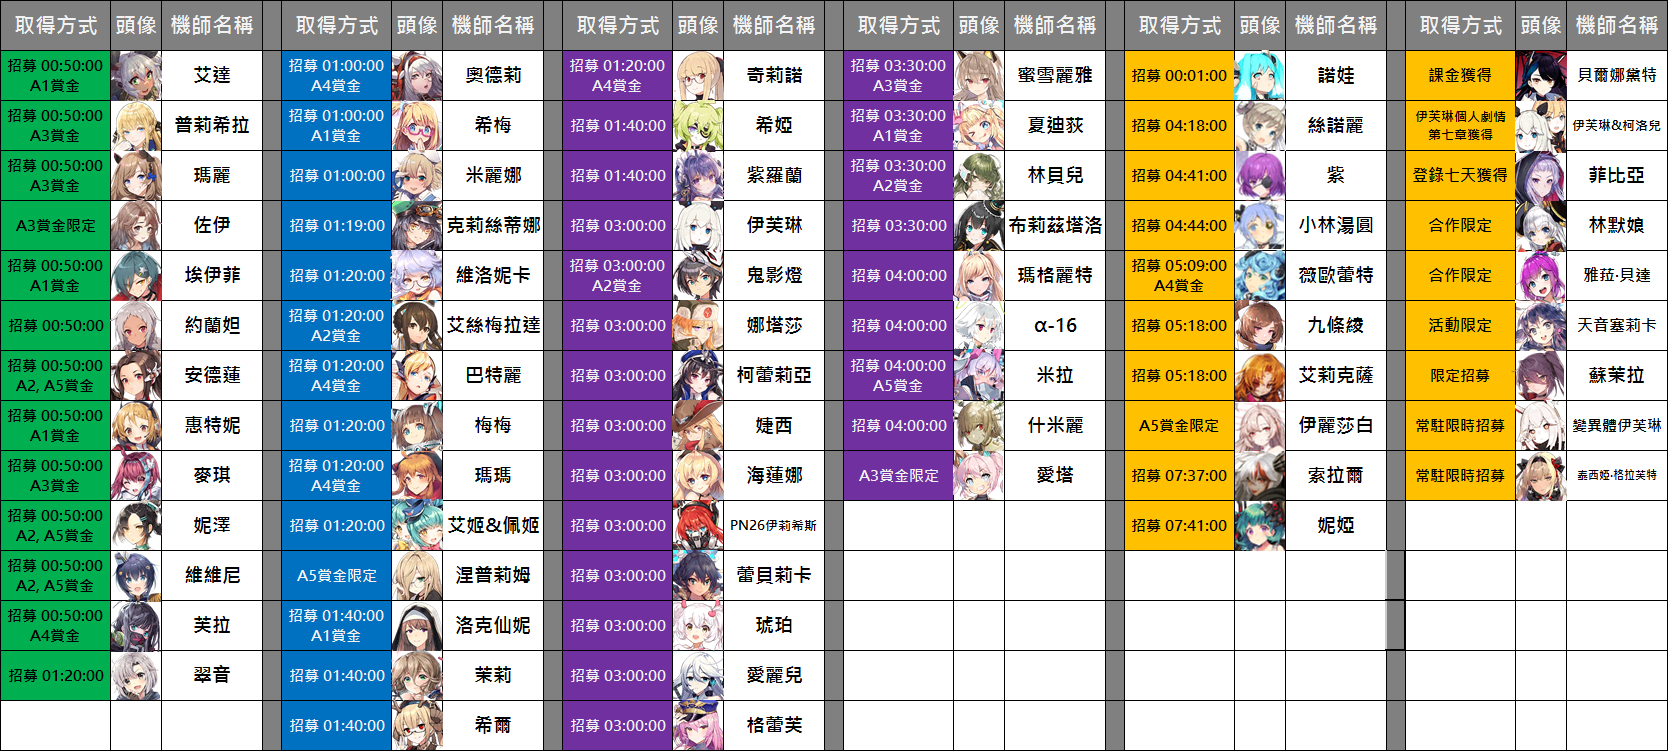 取得方式 頭像 機師名稱 取得方式 頭像 機師名稱 取得方式 頭像 機師名稱 取得方式 頭像 機師名稱 取得方式 頭像 機師名稱 取得方式 頭像 機師名稱
招募 00:50:00
A1賞金
艾達
招募 01:00:00
A4賞金
奧德莉
招募 01:20:00
A4賞金
奇莉諾
招募 03:30:00
A3賞金
蜜雪麗雅
招募 00:01:00
諾娃
課金獲得
貝爾娜黛特
招募 00:50:00
A3賞金
普莉希拉
招募 01:00:00
A1賞金
希梅
招募 01:40:00
希婭
招募 03:30:00
A1賞金
夏迪荻
招募 04:18:00
絲諾麗
伊芙琳個人劇情
第七章獲得
伊芙琳&柯洛兒
招募 00:50:00
A3賞金
瑪麗
招募 01:00:00
米麗娜
招募 01:40:00
紫羅蘭
招募 03:30:00
A2賞金
林貝兒
招募 04:41:00
紫
登錄七天獲得
菲比亞
A3賞金限定
佐伊
招募 01:19:00
克莉絲蒂娜
招募 03:00:00
伊芙琳
招募 03:30:00
布莉茲塔洛
招募 04:44:00
小林湯圓
合作限定
林默娘
招募 00:50:00
A1賞金
埃伊菲
招募 01:20:00
維洛妮卡
招募 03:00:00
A2賞金
鬼影燈
招募 04:00:00
瑪格麗特
招募 05:09:00
A4賞金
薇歐蕾特
合作限定
雅菈·貝達
招募 00:50:00
約蘭妲
招募 01:20:00
A2賞金
艾絲梅拉達
招募 03:00:00
娜塔莎
招募 04:00:00
α-16
招募 05:18:00
九條綾
活動限定
天音塞莉卡
招募 00:50:00
A2, A5賞金
安德蓮
招募 01:20:00
A4賞金
巴特麗
招募 03:00:00
柯蕾莉亞
招募 04:00:00
A5賞金
米拉
招募 05:18:00
艾莉克薩
限定招募
蘇茉拉
招募 00:50:00
A1賞金
惠特妮
招募 01:20:00
梅梅
招募 03:00:00
婕西
招募 04:00:00
什米麗
A5賞金限定
伊麗莎白
常駐限時招募
變異體伊芙琳
招募 00:50:00
A3賞金
麥琪
招募 01:20:00
A4賞金
瑪瑪
招募 03:00:00
海蓮娜
A3賞金限定
愛塔
招募 07:37:00
索拉爾
常駐限時招募
嘉西婭·格拉芙特
招募 00:50:00
A2, A5賞金
妮澤
招募 01:20:00
艾姬&佩姬
招募 03:00:00
PN26伊莉希斯
招募 07:41:00
妮婭
招募 00:50:00
A2, A5賞金
維維尼
A5賞金限定
涅普莉姆
招募 03:00:00
蕾貝莉卡
招募 00:50:00
A4賞金
芙拉
招募 01:40:00
A1賞金
洛克仙妮
招募 03:00:00
琥珀
招募 01:20:00
翠音
招募 01:40:00
茉莉
招募 03:00:00
愛麗兒
招募 01:40:00
希爾
招募 03:00:00
格蕾芙